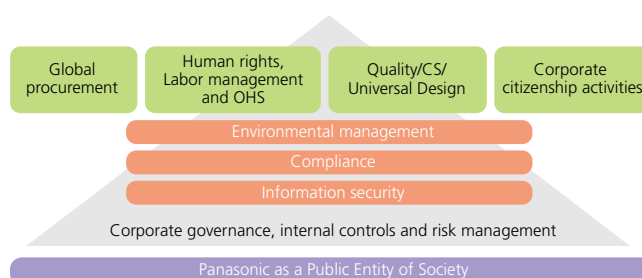 Global
procurement
Human rights,
Labor management
and OHS
Quality/CS/
Universal Design
Corporate
citizenship activities
Environmental management
Compliance
Information security
Corporate governance, internal controls and risk management
Panasonic as a Public Entity of Society